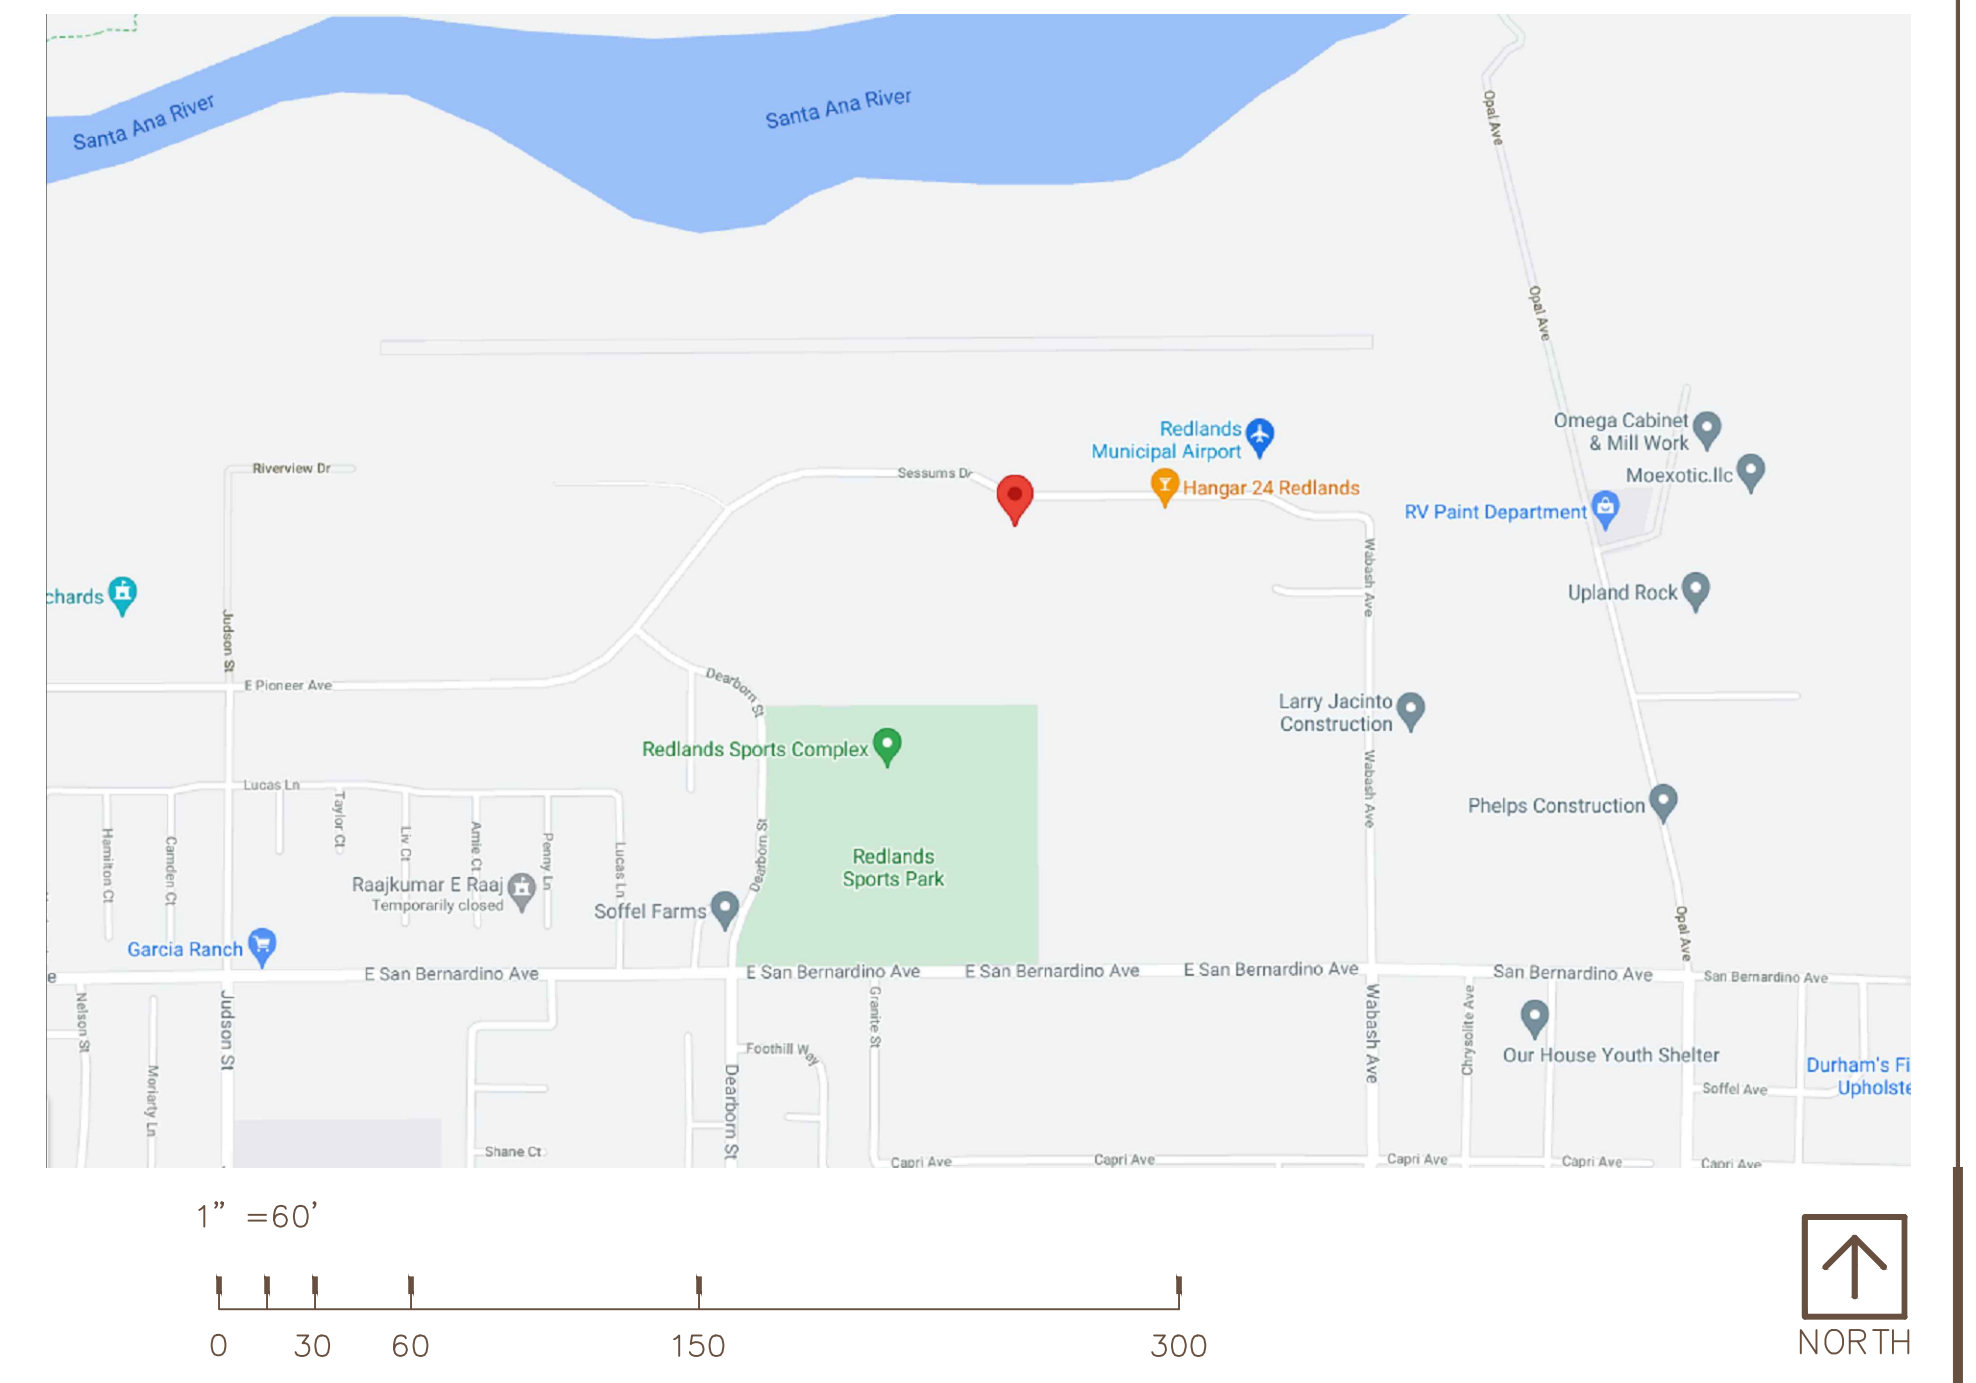 Santa Ana River
Santa Ana River
Opal Ave
Opal Ave
Redlands
Municipal Airport
Omega Cabinet
& Mill Work
Riverview Dr
Sessums Dr
Moexotic.llc
Hangar 24 Redlands
RV Paint Department
Wabash Ave
chards
Upland Rock
Judson St
E Pioneer Ave
Dearborn St
Larry Jacinto
Construction
Redlands Sports Complex
Wabash Ave
Lucas Ln
Phelps Construction
Hamilton Ct
Camden Ct
Taylor Ct
Liv Ct
Amie Ct
Penny Ln
Lucas Ln
Dearborn St
Redlands
Sports Park
Raajkumar E Raaj
Temporarily closed
Soffel Farms
Opal Ave
Garcia Ranch
e
E San Bernardino Ave
E San Bernardino Ave
E San Bernardino Ave
E San Bernardino Ave
San Bernardino Ave
San Bernardino Ave
Nelson St
Judson St
Granite St
Wabash Ave
Chrysolite Ave
Our House Youth Shelter
Foothill Way
Moriarty Ln
Dearborn St
Durham's Fi
Upholste
Soffel Ave
Shane Ct
Capri Ave
Capri Ave
Capri Ave
Capri Ave
Capri Ave
1" =60'
0 30 60 150 300
NORTH